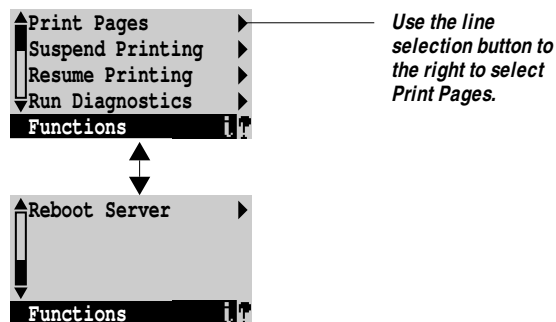 Print Pages
Suspend Printing
Resume Printing
Run Diagnostics
Functions
Use the line
selection button to
the right to select
Print Pages.
Reboot Server
Functions